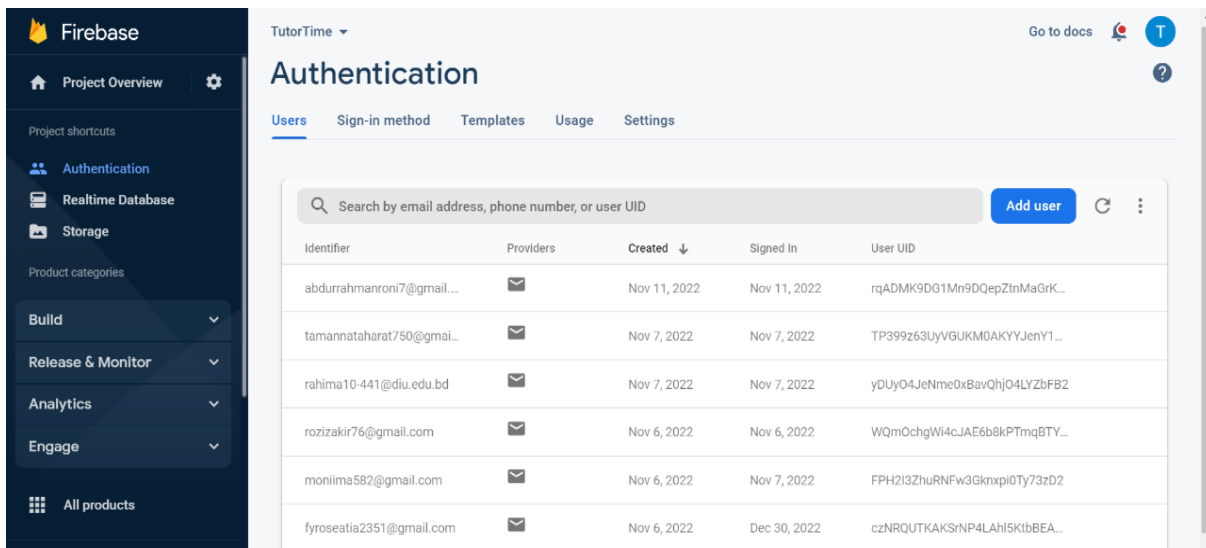 Firebase
TutorTime
Go to docs
T
Project Overview
Authentication
Project shortcuts
Users Sign-in method Templates Usage Settings
Authentication
Realtime Database
Storage
Search by email address, phone number, or user UID
Add user
Product categories
Identifier Providers Created Signed In User UID
abdurrahmanroni7@gmail.... Nov 11, 2022 Nov 11, 2022 rqADMK9DG1Mn9DQepZtnMaGrK...
Build
tamannataharat750@gmai... Nov 7, 2022 Nov 7, 2022 TP399z63UyVGUKM0AKYYJenY1...
Release & Monitor
rahima10-441@diu.edu.bd Nov 7, 2022 Nov 7, 2022 yDUyO4JeNme0xBavQhjO4LYZbFB2
Analytics
rozizakir76@gmail.com Nov 6, 2022 Nov 6, 2022 WQmOchgWi4cJAE6b8kPTmqBTY...
Engage
moniima582@gmail.com Nov 6, 2022 Nov 7, 2022 FPH2I3ZhuRNFw3Gknxpi0Ty73zD2
All products
fyroseatia2351@gmail.com Nov 6, 2022 Dec 30, 2022 czNRQUTKAKSrNP4LAhl5KtbBEA...